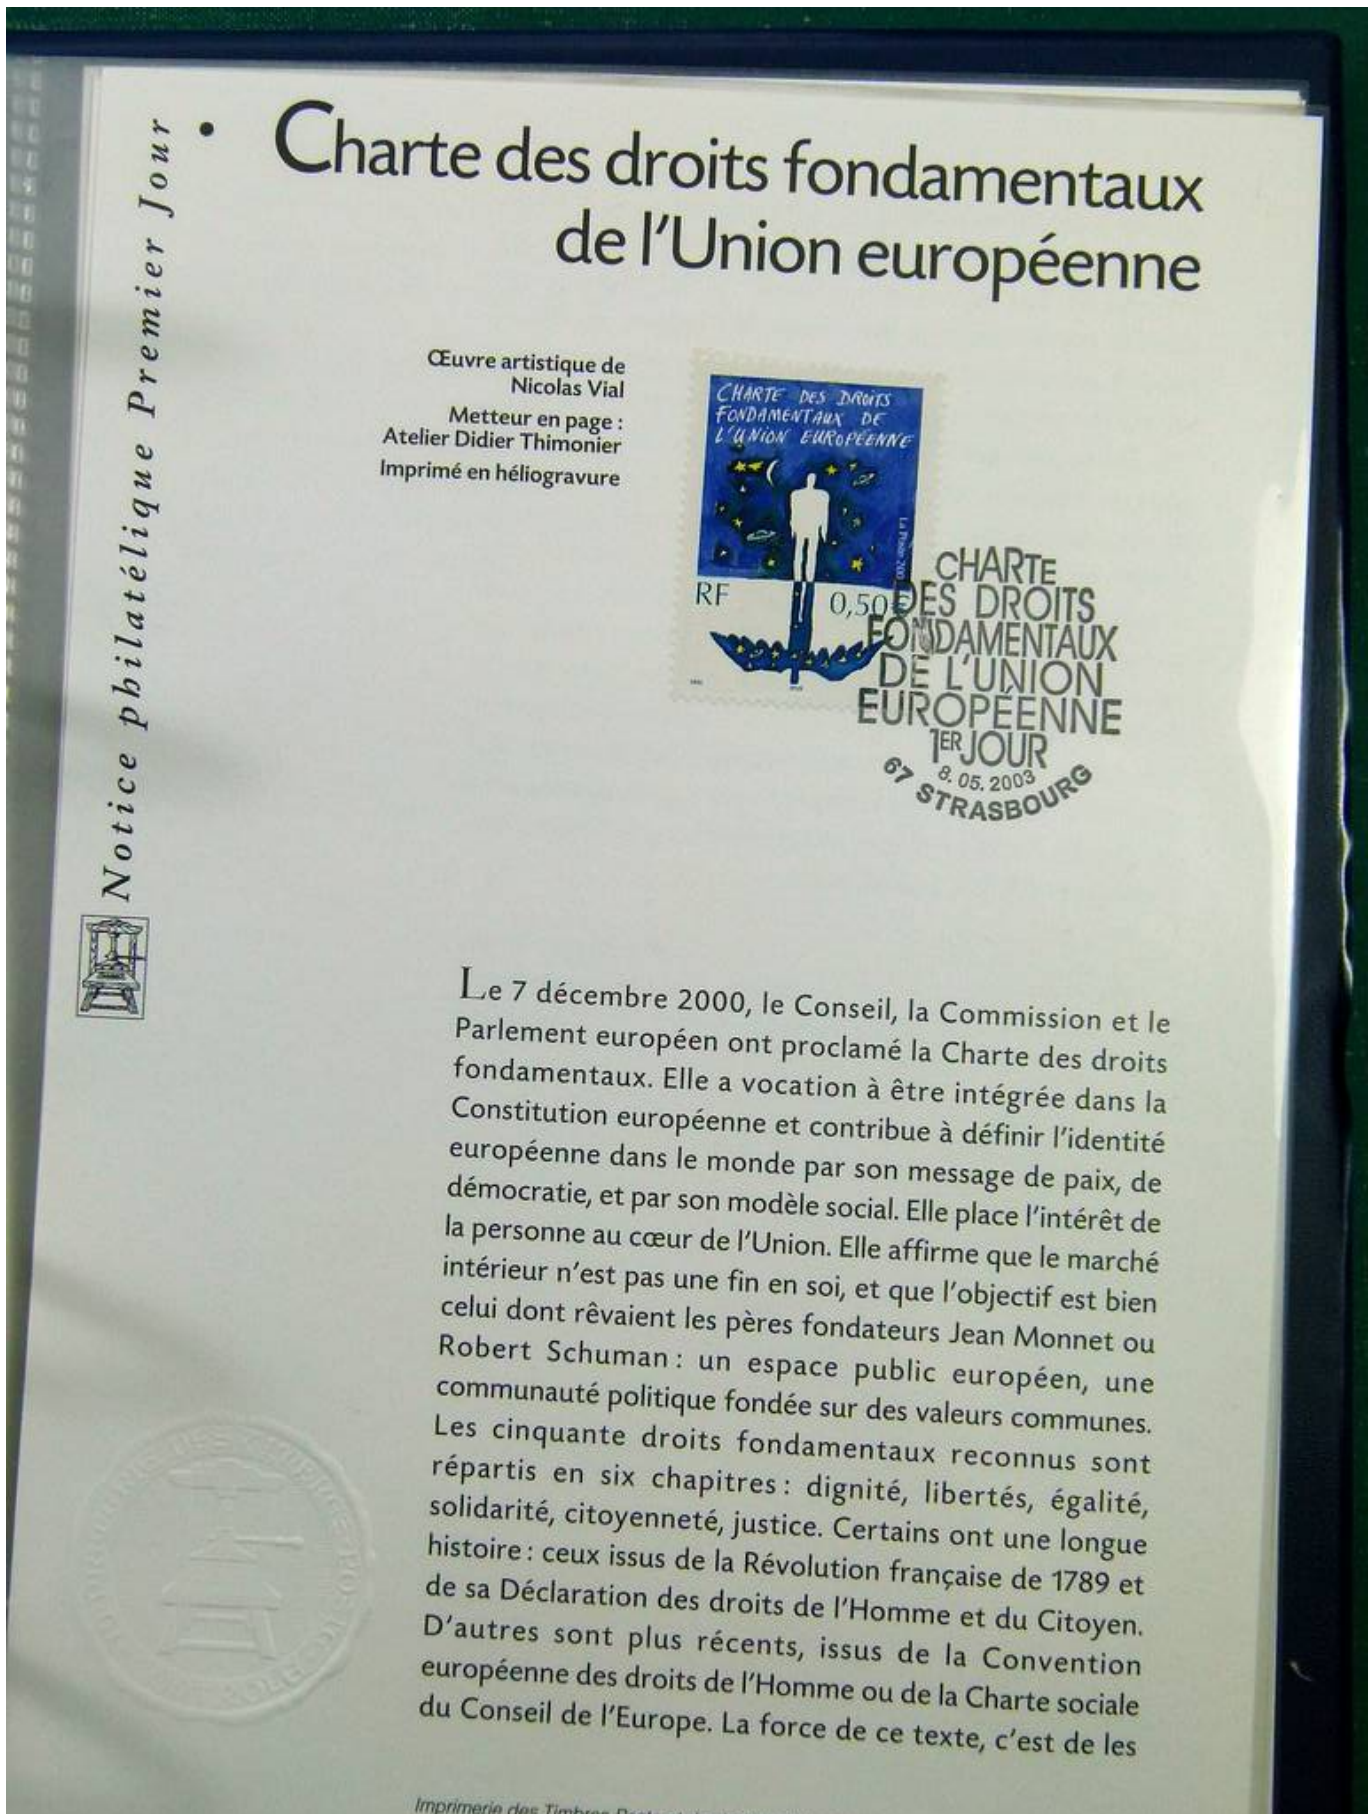 Notice philatélique Premier Jour
• Charte des droits fondamentaux
de l'Union européenne
Œuvre artistique de
Nicolas Vial
Metteur en page :
Atelier Didier Thimonier
Imprimé en héliogravure
CHARTE DES DROITS
FONDAMENTAUX DE
L'UNION EUROPÉENNE
La Poste
RF
0,50
CHARTE
DES DROITS
FONDAMENTAUX
DE L'UNION
EUROPÉENNE
1ER JOUR
8.05.2003
67 STRASBOURG
Le 7 décembre 2000, le Conseil, la Commission et le
Parlement européen ont proclamé la Charte des droits
fondamentaux. Elle a vocation à être intégrée dans la
Constitution européenne et contribue à définir l'identité
européenne dans le monde par son message de paix, de
démocratie, et par son modèle social. Elle place l'intérêt de
la personne au cœur de l'Union. Elle affirme que le marché
intérieur n'est pas une fin en soi, et que l'objectif est bien
celui dont rêvaient les pères fondateurs Jean Monnet ou
Robert Schuman : un espace public européen, une
communauté politique fondée sur des valeurs communes.
Les cinquante droits fondamentaux reconnus sont
répartis en six chapitres : dignité, libertés, égalité,
solidarité, citoyenneté, justice. Certains ont une longue
histoire : ceux issus de la Révolution française de 1789 et
de sa Déclaration des droits de l'Homme et du Citoyen.
D'autres sont plus récents, issus de la Convention
européenne des droits de l'Homme ou de la Charte sociale
du Conseil de l'Europe. La force de ce texte, c'est de les
Imprimerie des Timbres